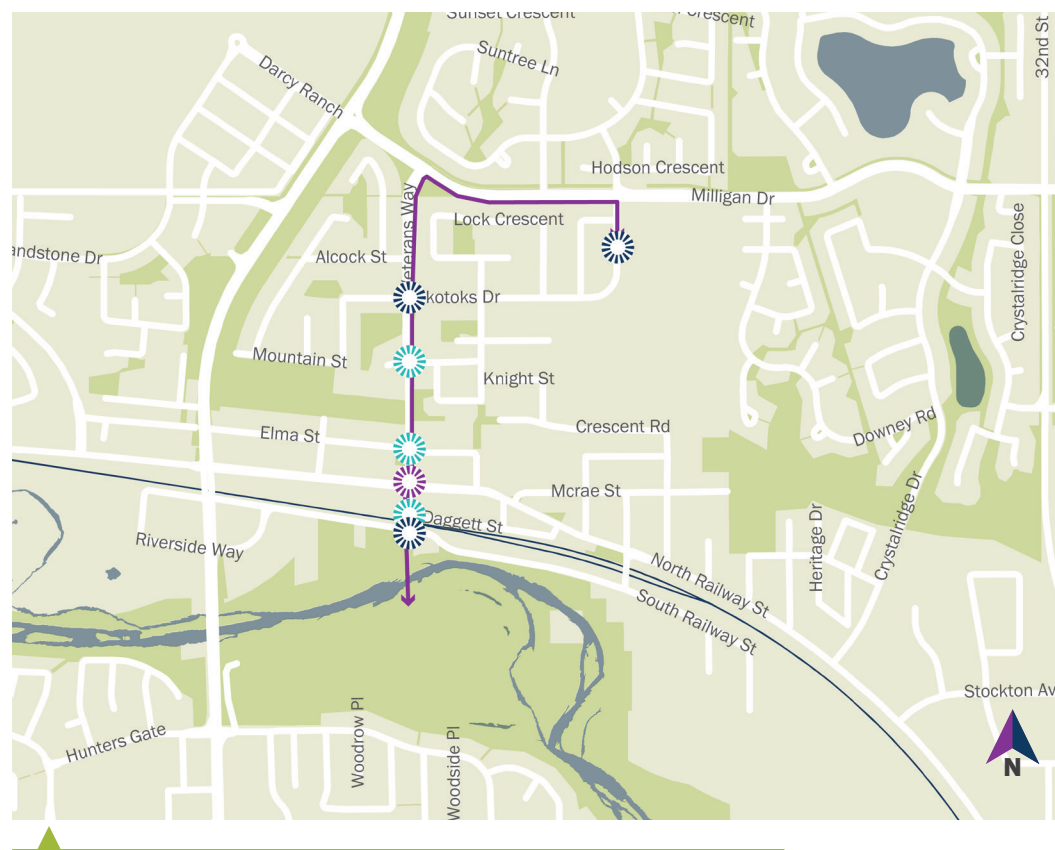 Sunset Crescent
Crescent
32nd St
Suntree Ln
Darcy Ranch
Hodson Crescent
Milligan Dr
Lock Crescent
eterans Way
Crystalridge Close
andstone Dr
Alcock St
kotoks Dr
Mountain St
Knight St
Downey Rd
Crescent Rd
Elma St
Mcrae St
Daggett St
Crystalridge Dr
Heritage Dr
Riverside Way
North Railway St
South Railway St
Stockton Av
Woodrow Pl
Woodside Pl
Hunters Gate
N